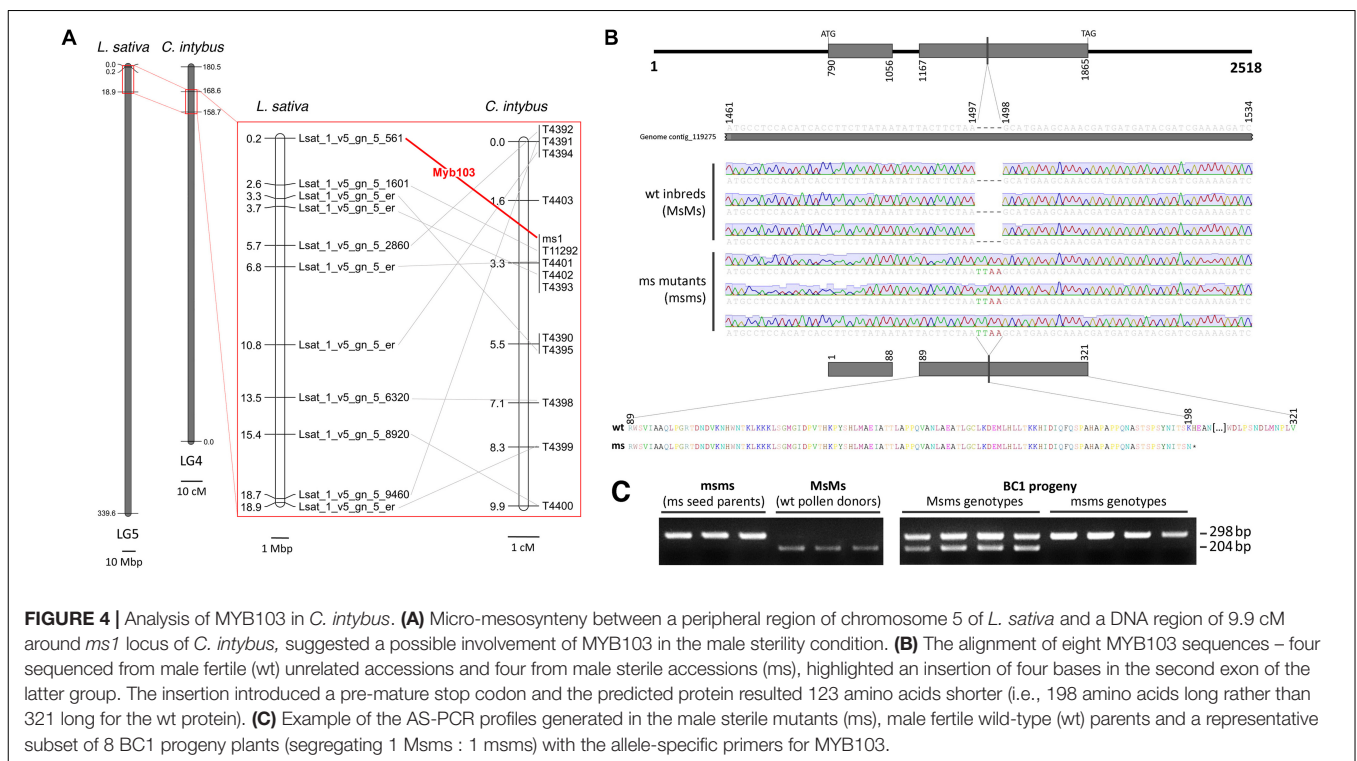 A
L. sativa
C. intybus
0.0
0.2
18.9
339.6
LG5
10 Mbp
180.5
168.6
158.7
0.0
LG4
10 cM
L. sativa
C. intybus
0.2 Lsat_1_v5_gn_5_561
2.6 Lsat_1_v5_gn_5_1601
3.3 Lsat_1_v5_gn_5_er
3.7 Lsat_1_v5_gn_5_er
5.7 Lsat_1_v5_gn_5_2860
6.8 Lsat_1_v5_gn_5_er
10.8 Lsat_1_v5_gn_5_er
13.5 Lsat_1_v5_gn_5_6320
15.4 Lsat_1_v5_gn_5_8920
18.7 Lsat_1_v5_gn_5_9460
18.9 Lsat_1_v5_gn_5_er
1 Mbp
Myb103
T4392
0.0 T4391
T4394
1.6 T4403
ms1
T11292
3.3 T4401
T4402
T4393
5.5 T4390
T4395
7.1 T4398
8.3 T4399
9.9 T4400
1 cM
B
ATG
TAG
1
790
1056
1167
1865
2518
1461
1497
1498
1534
ATGCCTCCACATCACCTTCTTATAATATTACTTCTAA----GCATGAAGCAAACGATGATGATACGATCGAAAAGATC
Genome contig_119275
wt inbreds
(MsMs)
ATGCCTCCACATCACCTTCTTATAATATTACTTCTAA----GCATGAAGCAAACGATGATGATACGATCGAAAAGATC
ATGCCTCCACATCACCTTCTTATAATATTACTTCTAA----GCATGAAGCAAACGATGATGATACGATCGAAAAGATC
ATGCCTCCACATCACCTTCTTATAATATTACTTCTAA----GCATGAAGCAAACGATGATGATACGATCGAAAAGATC
ms mutants
(msms)
ATGCCTCCACATCACCTTCTTATAATATTACTTCTAATTAAGCATGAAGCAAACGATGATGATACGATCGAAAAGATC
ATGCCTCCACATCACCTTCTTATAATATTACTTCTAATTAAGCATGAAGCAAACGATGATGATACGATCGAAAAGATC
ATGCCTCCACATCACCTTCTTATAATATTACTTCTAATTAAGCATGAAGCAAACGATGATGATACGATCGAAAAGATC
1
88
89
321
89
198
321
wt RWSVIAAQLPGRTDNDVKNHWNTKLKKKLSGMGIDPVTHKPYSHLMAEIATTLAPPQVANLAEATLGCLKDEMLHLLTKKHIDIQFQSPAHAPAPPQNASTSPSYNITSKHEAN[...]WDLPSNDLMNPLV
ms RWSVIAAQLPGRTDNDVKNHWNTKLKKKLSGMGIDPVTHKPYSHLMAEIATTLAPPQVANLAEATLGCLKDEMLHLLTKKHIDIQFQSPAHAPAPPQNASTSPSYNITSN*
C
msms
(ms seed parents)
MsMs
(wt pollen donors)
BC1 progeny
Msms genotypes
msms genotypes
298 bp
204 bp
FIGURE 4 | Analysis of MYB103 in C. intybus. (A) Micro-mesosynteny between a peripheral region of chromosome 5 of L. sativa and a DNA region of 9.9 cM
around ms1 locus of C. intybus, suggested a possible involvement of MYB103 in the male sterility condition. (B) The alignment of eight MYB103 sequences – four
sequenced from male fertile (wt) unrelated accessions and four from male sterile accessions (ms), highlighted an insertion of four bases in the second exon of the
latter group. The insertion introduced a pre-mature stop codon and the predicted protein resulted 123 amino acids shorter (i.e., 198 amino acids long rather than
321 long for the wt protein). (C) Example of the AS-PCR profiles generated in the male sterile mutants (ms), male fertile wild-type (wt) parents and a representative
subset of 8 BC1 progeny plants (segregating 1 Msms : 1 msms) with the allele-specific primers for MYB103.